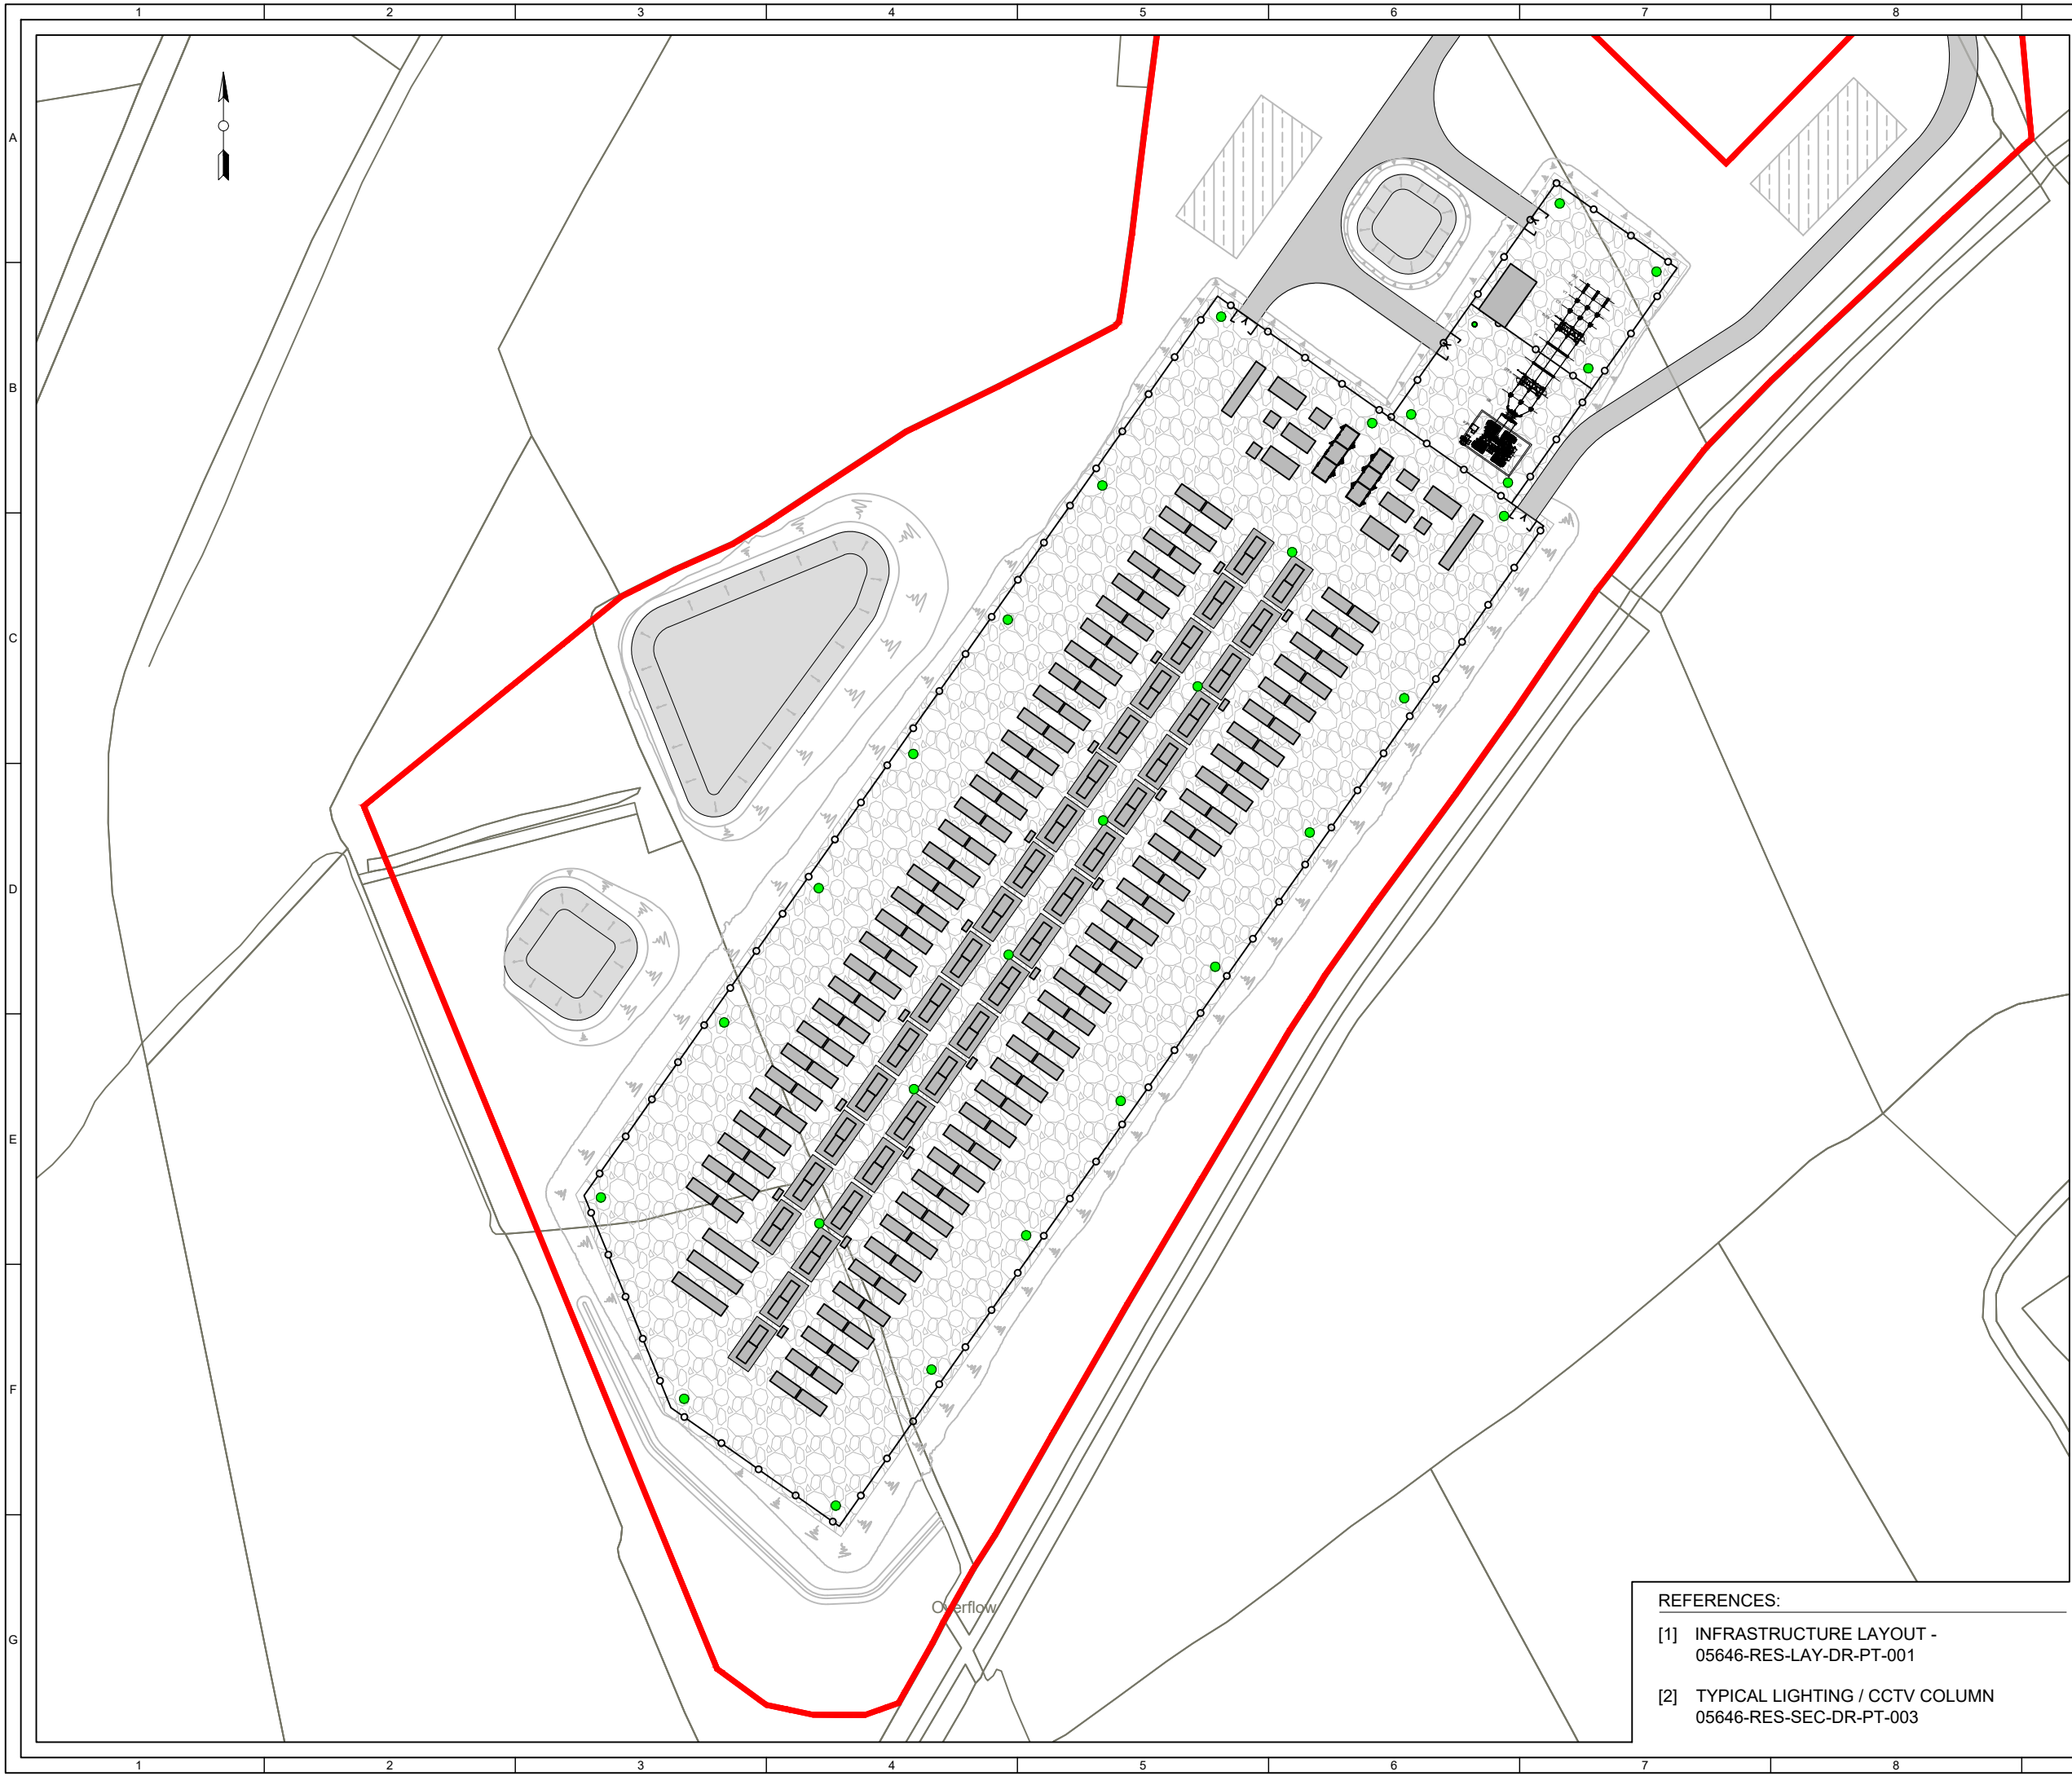 1 2 3 4 5 6 7 8
A
B
C
D
E
F
G
Overflow
REFERENCES:
[1] INFRASTRUCTURE LAYOUT -
05646-RES-LAY-DR-PT-001
[2] TYPICAL LIGHTING / CCTV COLUMN
05646-RES-SEC-DR-PT-003
1 2 3 4 5 6 7 8